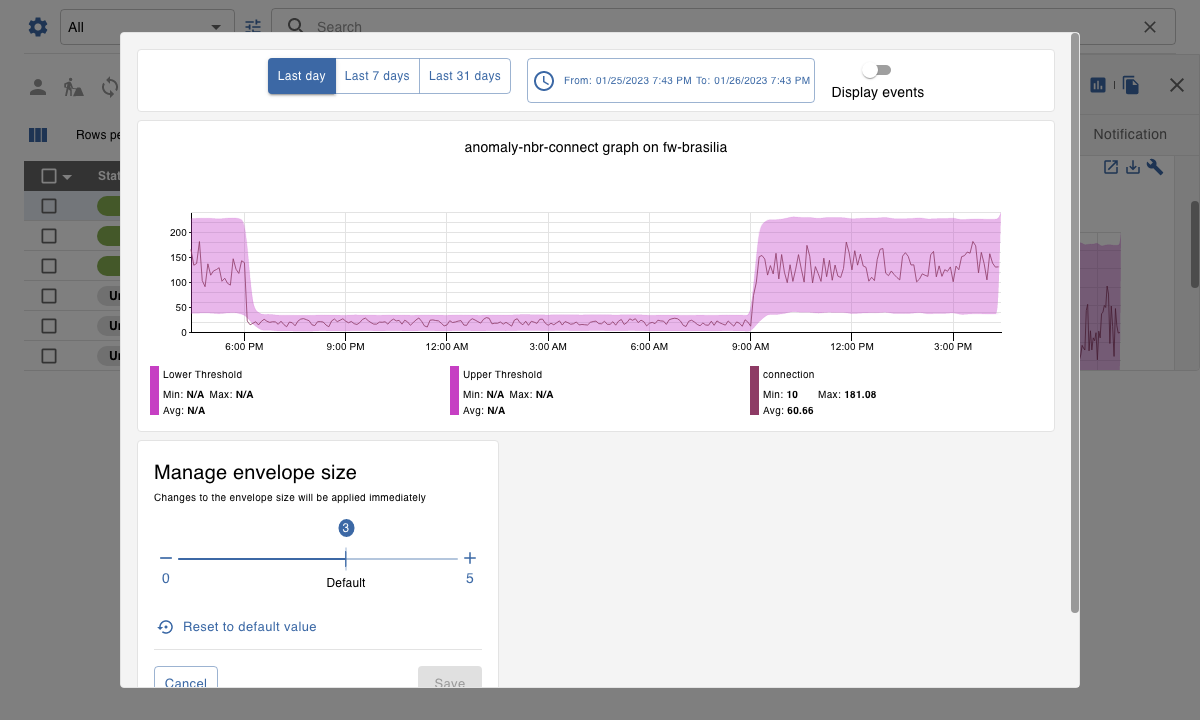 All
Search
Last day
Last 7 days
Last 31 days
From: 01/25/2023 7:43 PM To: 01/26/2023 7:43 PM
Display events
Rows pe
Notification
Stat
Un
Un
Un
anomaly-nbr-connect graph on fw-brasilia
200
150
100
50
0
6:00 PM
9:00 PM
12:00 AM
3:00 AM
6:00 AM
9:00 AM
12:00 PM
3:00 PM
Lower Threshold
Min: N/A Max: N/A
Avg: N/A
Upper Threshold
Min: N/A Max: N/A
Avg: N/A
connection
Min: 10 Max: 181.08
Avg: 60.66
Manage envelope size
Changes to the envelope size will be applied immediately
3
0
5
Default
Reset to default value
Cancel
Save